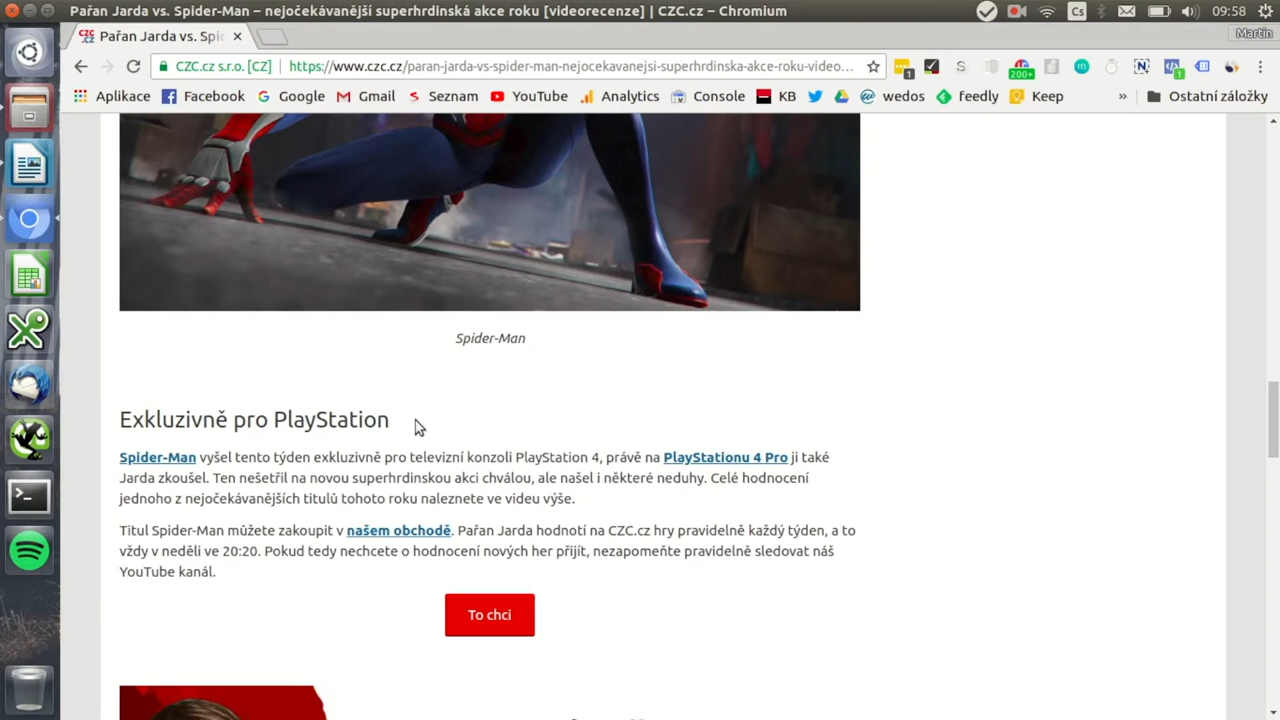 Pařan Jarda vs. Spider-Man – nejočekávanější superhrdinská akce roku [videorecenze] | CZC.cz – Chromium
Cs
09:58
CZC.cz
Pařan Jarda vs. Spi
Martin
CZC.cz s.r.o. [CZ]
https://www.czc.cz/paran-jarda-vs-spider-man-nejocekavanejsi-superhrdinska-akce-roku-video…
1
200+
1
Aplikace
Facebook
Google
Gmail
Seznam
YouTube
Analytics
Console
KB
wedos
feedly
Keep
»
Ostatní záložky
Spider-Man
Exkluzivně pro PlayStation
Spider-Man vyšel tento týden exkluzivně pro televizní konzoli PlayStation 4, právě na PlayStationu 4 Pro ji také
Jarda zkoušel. Ten nešetřil na novou superhrdinskou akci chválou, ale našel i některé neduhy. Celé hodnocení
jednoho z nejočekávanějších titulů tohoto roku naleznete ve videu výše.
Titul Spider-Man můžete zakoupit v našem obchodě. Pařan Jarda hodnotí na CZC.cz hry pravidelně každý týden, a to
vždy v neděli ve 20:20. Pokud tedy nechcete o hodnocení nových her přijít, nezapomeňte pravidelně sledovat náš
YouTube kanál.
To chci